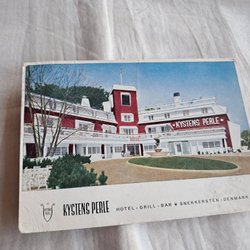 KYSTENS PERLE
KYSTENS PERLE HOTEL · GRILL · BAR ★ SNEKKERSTEN · DENMARK